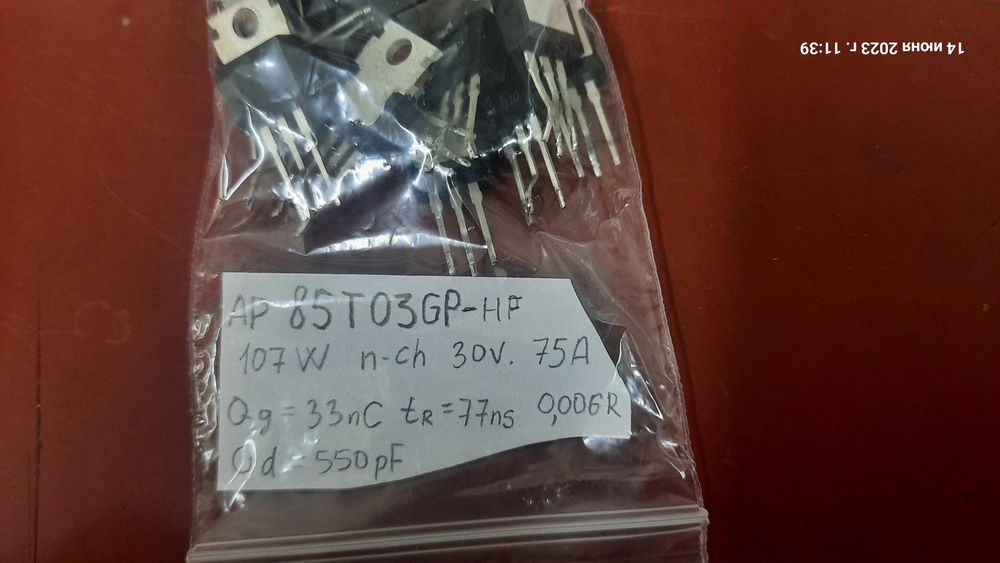 14 июня 2023 г. 11:39
AP 85T03GP-HF
107W n-ch 30v. 75A
Qg = 33nC tR = 77ns 0,006R
d = 550pF